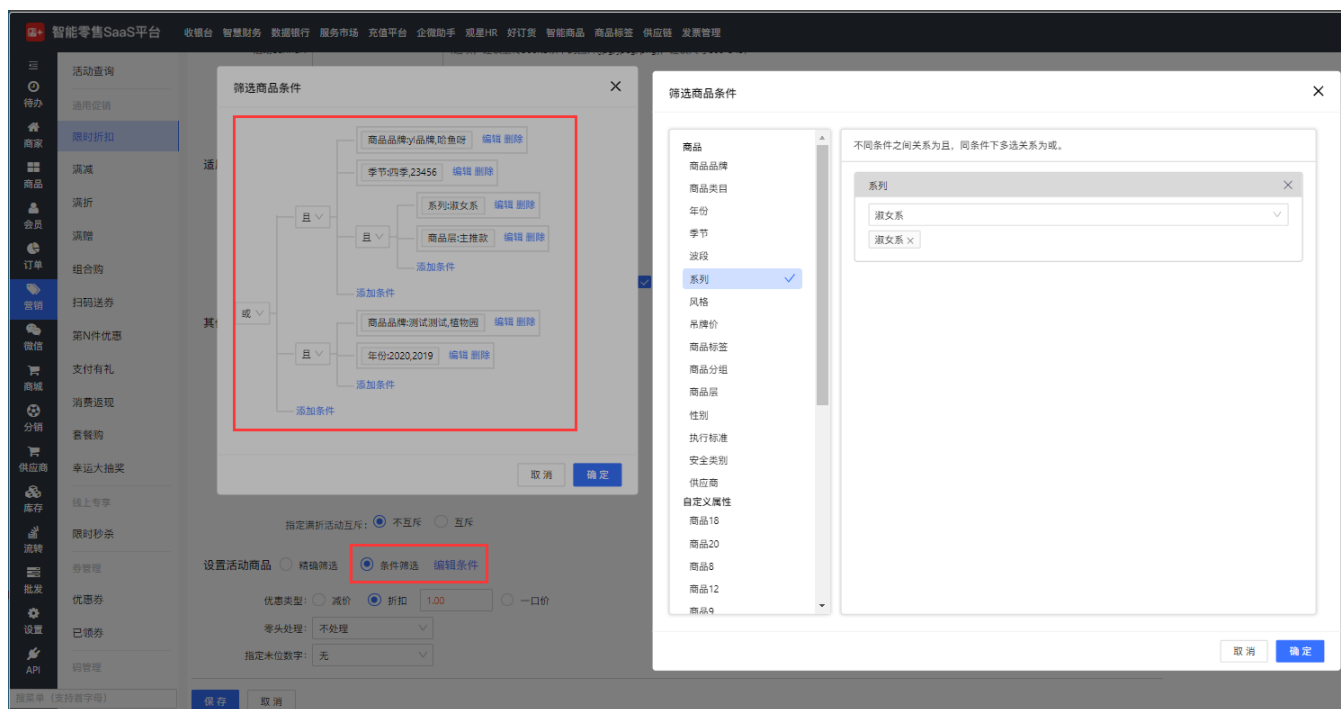 智能零售SaaS平台
收银台 智慧财务 数据银行 服务市场 充值平台 企微助手 观星HR 好订货 智能商品 商品标签 供应链 发票管理
待办
商家
商品
会员
订单
营销
微信
商城
分销
供应商
库存
流转
批发
设置
API
搜菜单 (支持首字母)
活动查询
通用促销
限时折扣
满减
满折
满赠
组合购
扫码送券
第N件优惠
支付有礼
消费返现
套餐购
幸运大抽奖
线上专享
限时秒杀
券管理
优惠券
已领券
码管理
筛选商品条件
商品品牌:yl品牌,哈鱼呀 编辑 删除
季节:四季,23456 编辑 删除
且
系列:淑女系 编辑 删除
且
商品层:主推款 编辑 删除
添加条件
添加条件
或
商品品牌:测试测试,植物园 编辑 删除
且
年份:2020,2019 编辑 删除
添加条件
添加条件
取 消 确 定
适
其
指定满折活动互斥: 不互斥 互斥
设置活动商品 精确筛选 条件筛选 编辑条件
优惠类型: 减价 折扣 1.00 一口价
零头处理: 不处理
指定末位数字: 无
保 存 取 消
筛选商品条件
商品
商品品牌
商品类目
年份
季节
波段
系列
风格
吊牌价
商品标签
商品分组
商品层
性别
执行标准
安全类别
供应商
自定义属性
商品18
商品20
商品8
商品12
商品9
不同条件之间关系为且，同条件下多选关系为或。
系列
淑女系
淑女系
取 消 确 定